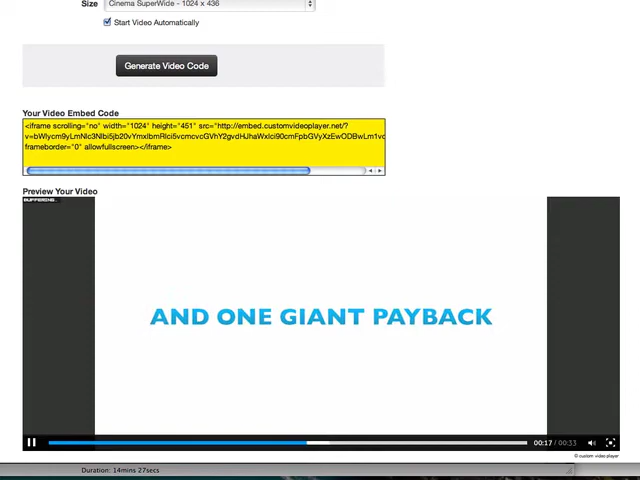 Size
Cinema SuperWide - 1024 x 436
Start Video Automatically
Generate Video Code
Your Video Embed Code
<iframe scrolling="no" width="1024" height="451" src="http://embed.customvideoplayer.net/?
frameborder="0" allowfullscreen></iframe>
Preview Your Video
BUFFERING...
AND ONE GIANT PAYBACK
00:17 / 00:33
© custom video player
Duration: 14mins 27secs